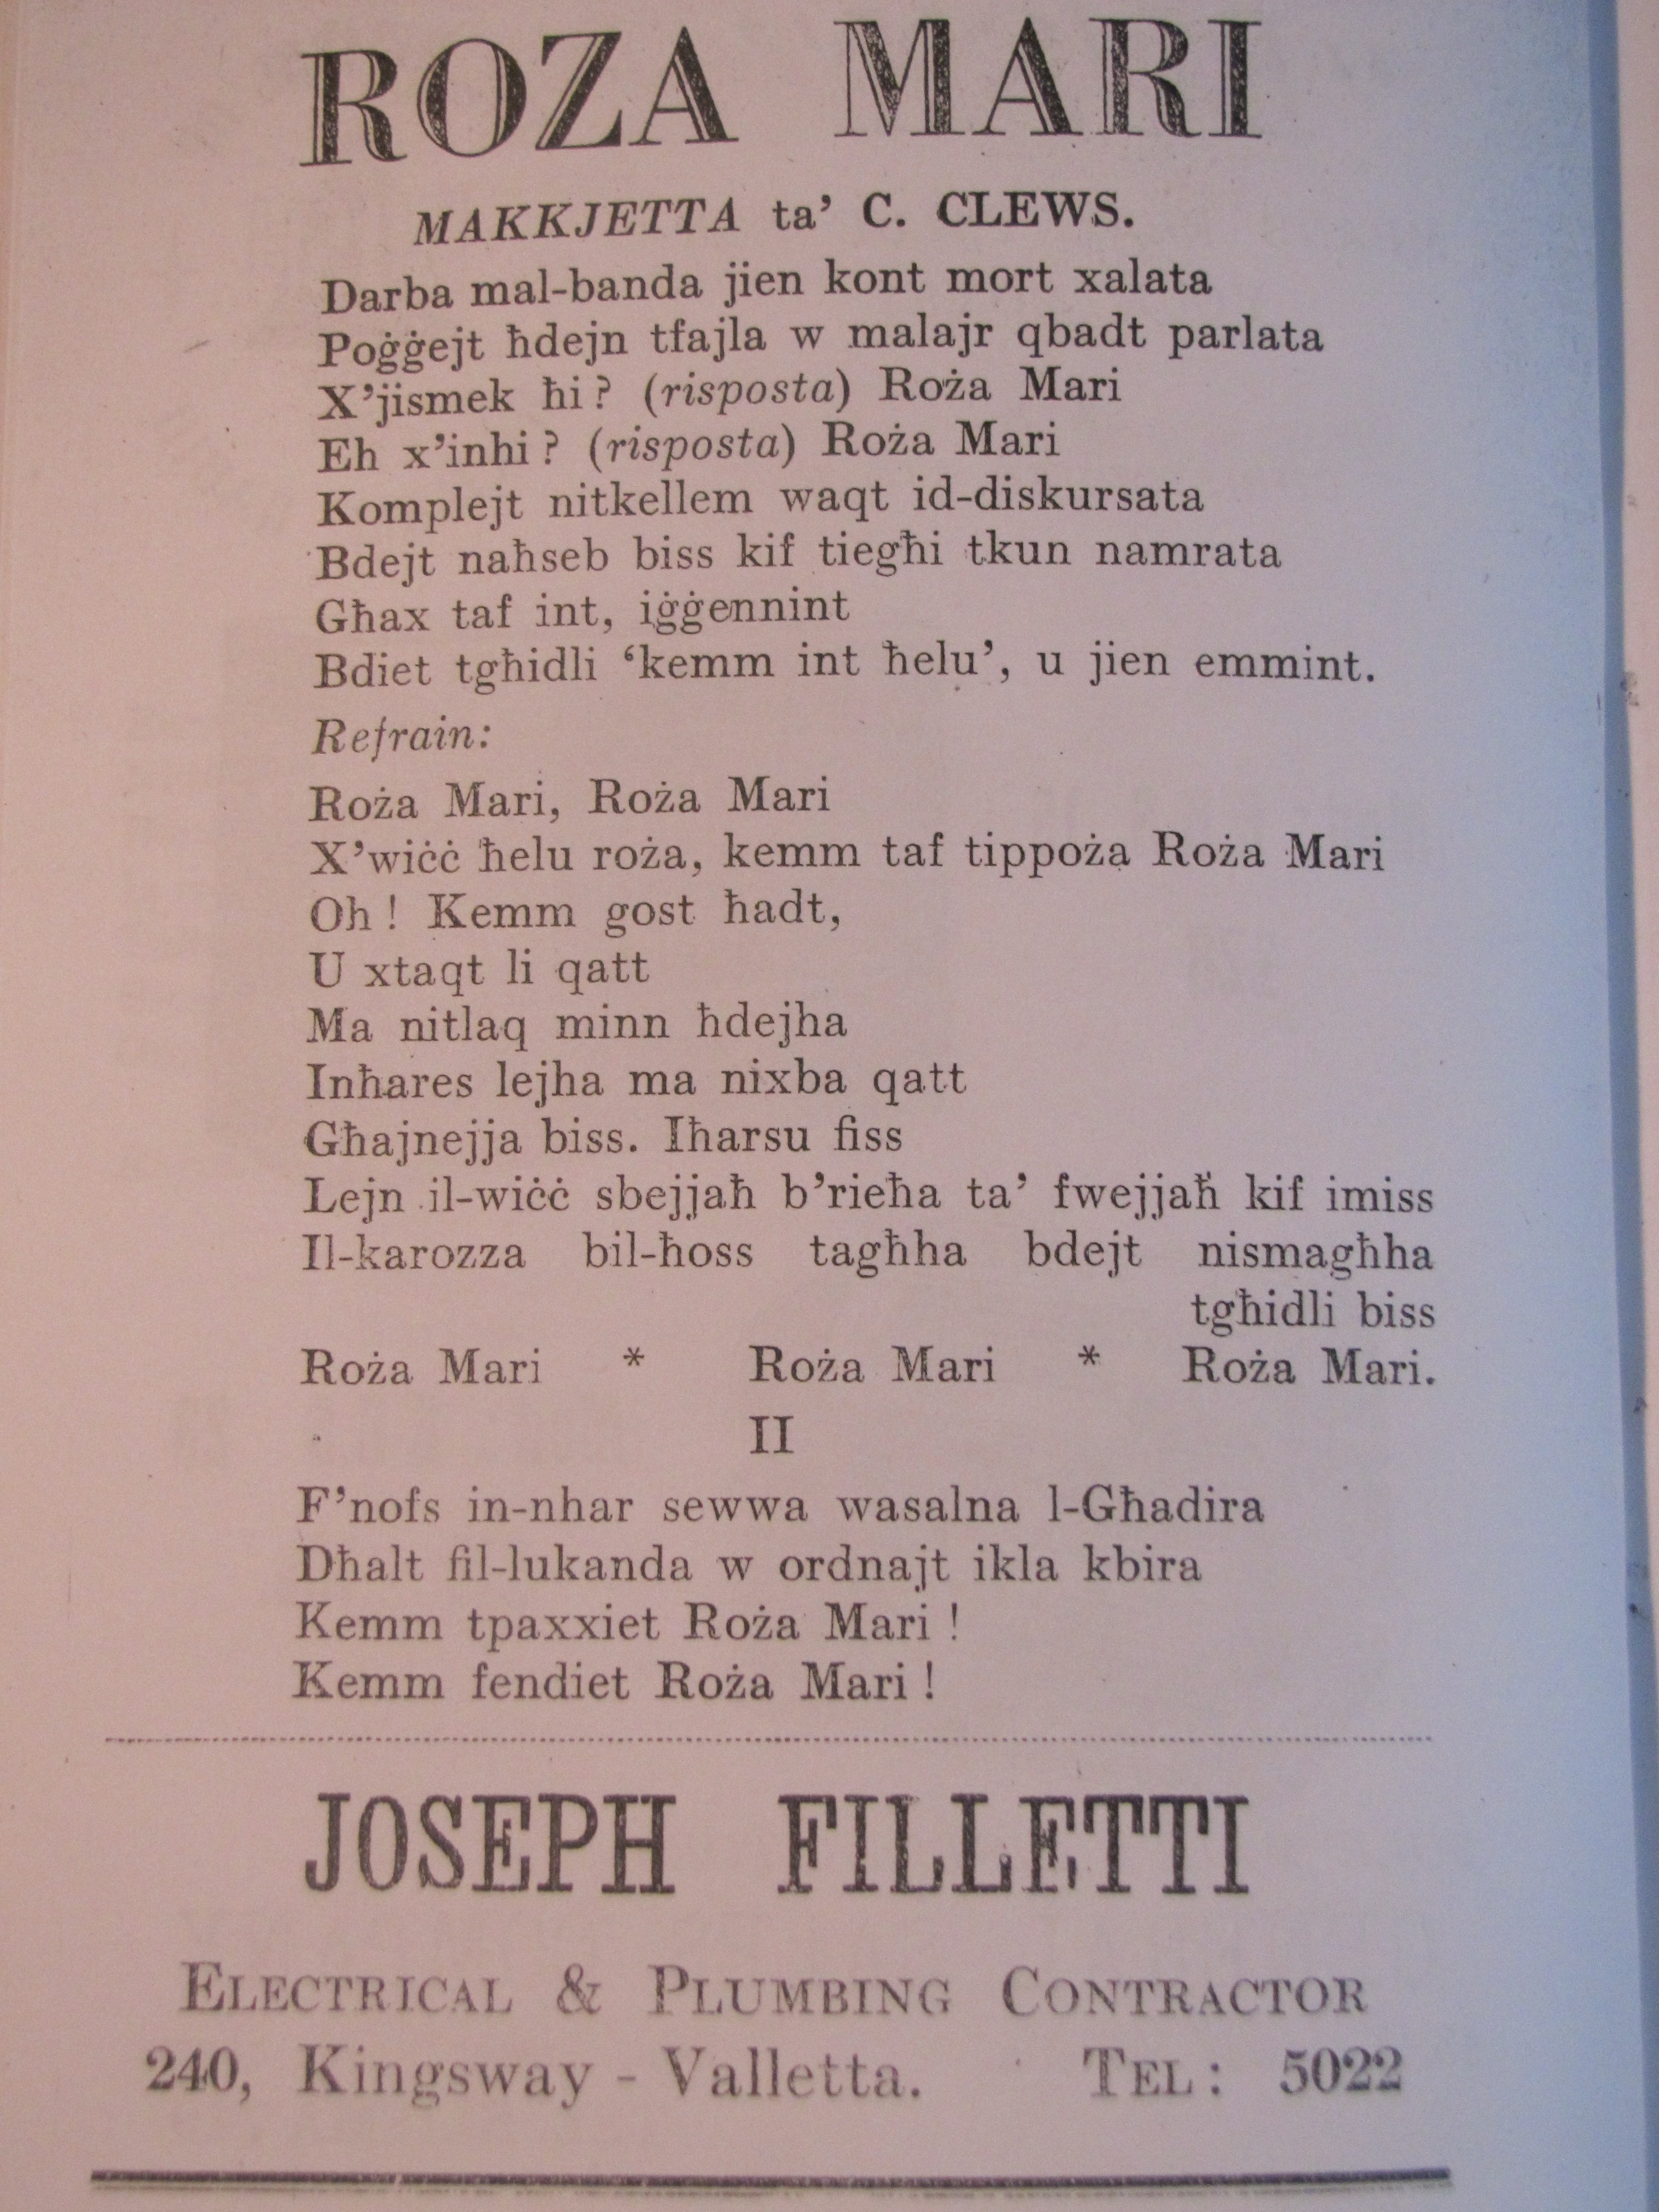 ROZA MARI
MAKKJETTA ta’ C. CLEWS.
Darba mal-banda jien kont mort xalata
Poġġejt ħdejn tfajla w malajr qbadt parlata
X’jismek ħi? (risposta) Roża Mari
Eh x’inhi? (risposta) Roża Mari
Komplejt nitkellem waqt id-diskursata
Bdejt naħseb biss kif tiegħi tkun namrata
Għax taf int, iġġennint
Bdiet tgħidli ‘kemm int ħelu’, u jien emmint.
Refrain:
Roża Mari, Roża Mari
X’wiċċ ħelu roża, kemm taf tippoża Roża Mari
Oh! Kemm gost ħadt,
U xtaqt li qatt
Ma nitlaq minn ħdejha
Inħares lejha ma nixba qatt
Għajnejja biss. Iħarsu fiss
Lejn il-wiċċ sbejjaħ b’rieħa ta’ fwejjaħ kif imiss
Il-karozza bil-ħoss tagħha bdejt nismagħha
tgħidli biss
Roża Mari * Roża Mari * Roża Mari.
II
F’nofs in-nhar sewwa wasalna l-Għadira
Dħalt fil-lukanda w ordnajt ikla kbira
Kemm tpaxxiet Roża Mari!
Kemm fendiet Roża Mari!
JOSEPH FILLETTI
ELECTRICAL & PLUMBING CONTRACTOR
240, Kingsway - Valletta. TEL: 5022